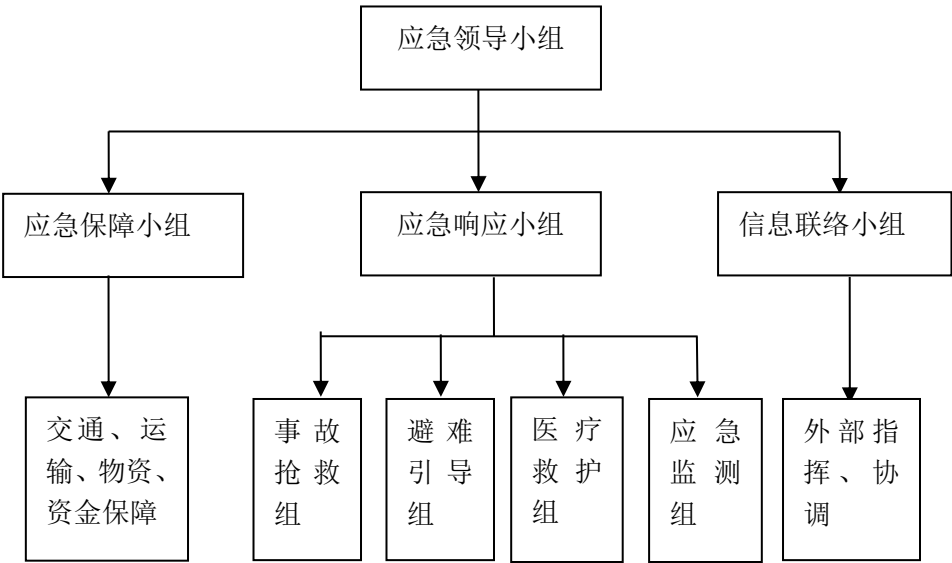 应急领导小组
应急保障小组
应急响应小组
信息联络小组
交通、运
输、物资、
资金保障
事故
抢救
组
避难
引导
组
医疗
救护
组
应急
监测
组
外部指
挥、协
调